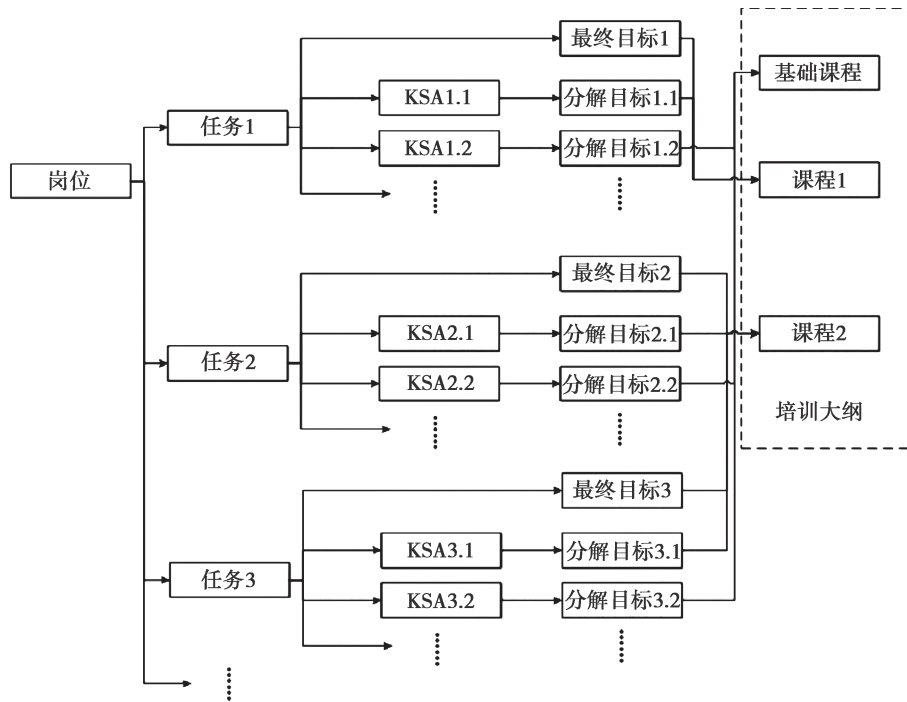 最终目标1
基础课程
KSA1.1
分解目标1.1
任务1
KSA1.2
分解目标1.2
岗位
课程1
最终目标2
KSA2.1
分解目标2.1
课程2
任务2
KSA2.2
分解目标2.2
培训大纲
最终目标3
KSA3.1
分解目标3.1
任务3
KSA3.2
分解目标3.2